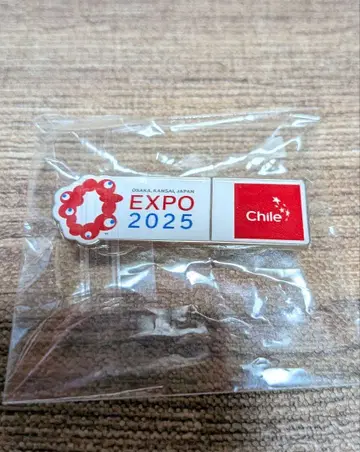 OSAKA, KANSAI, JAPAN
EXPO
2025
Chile